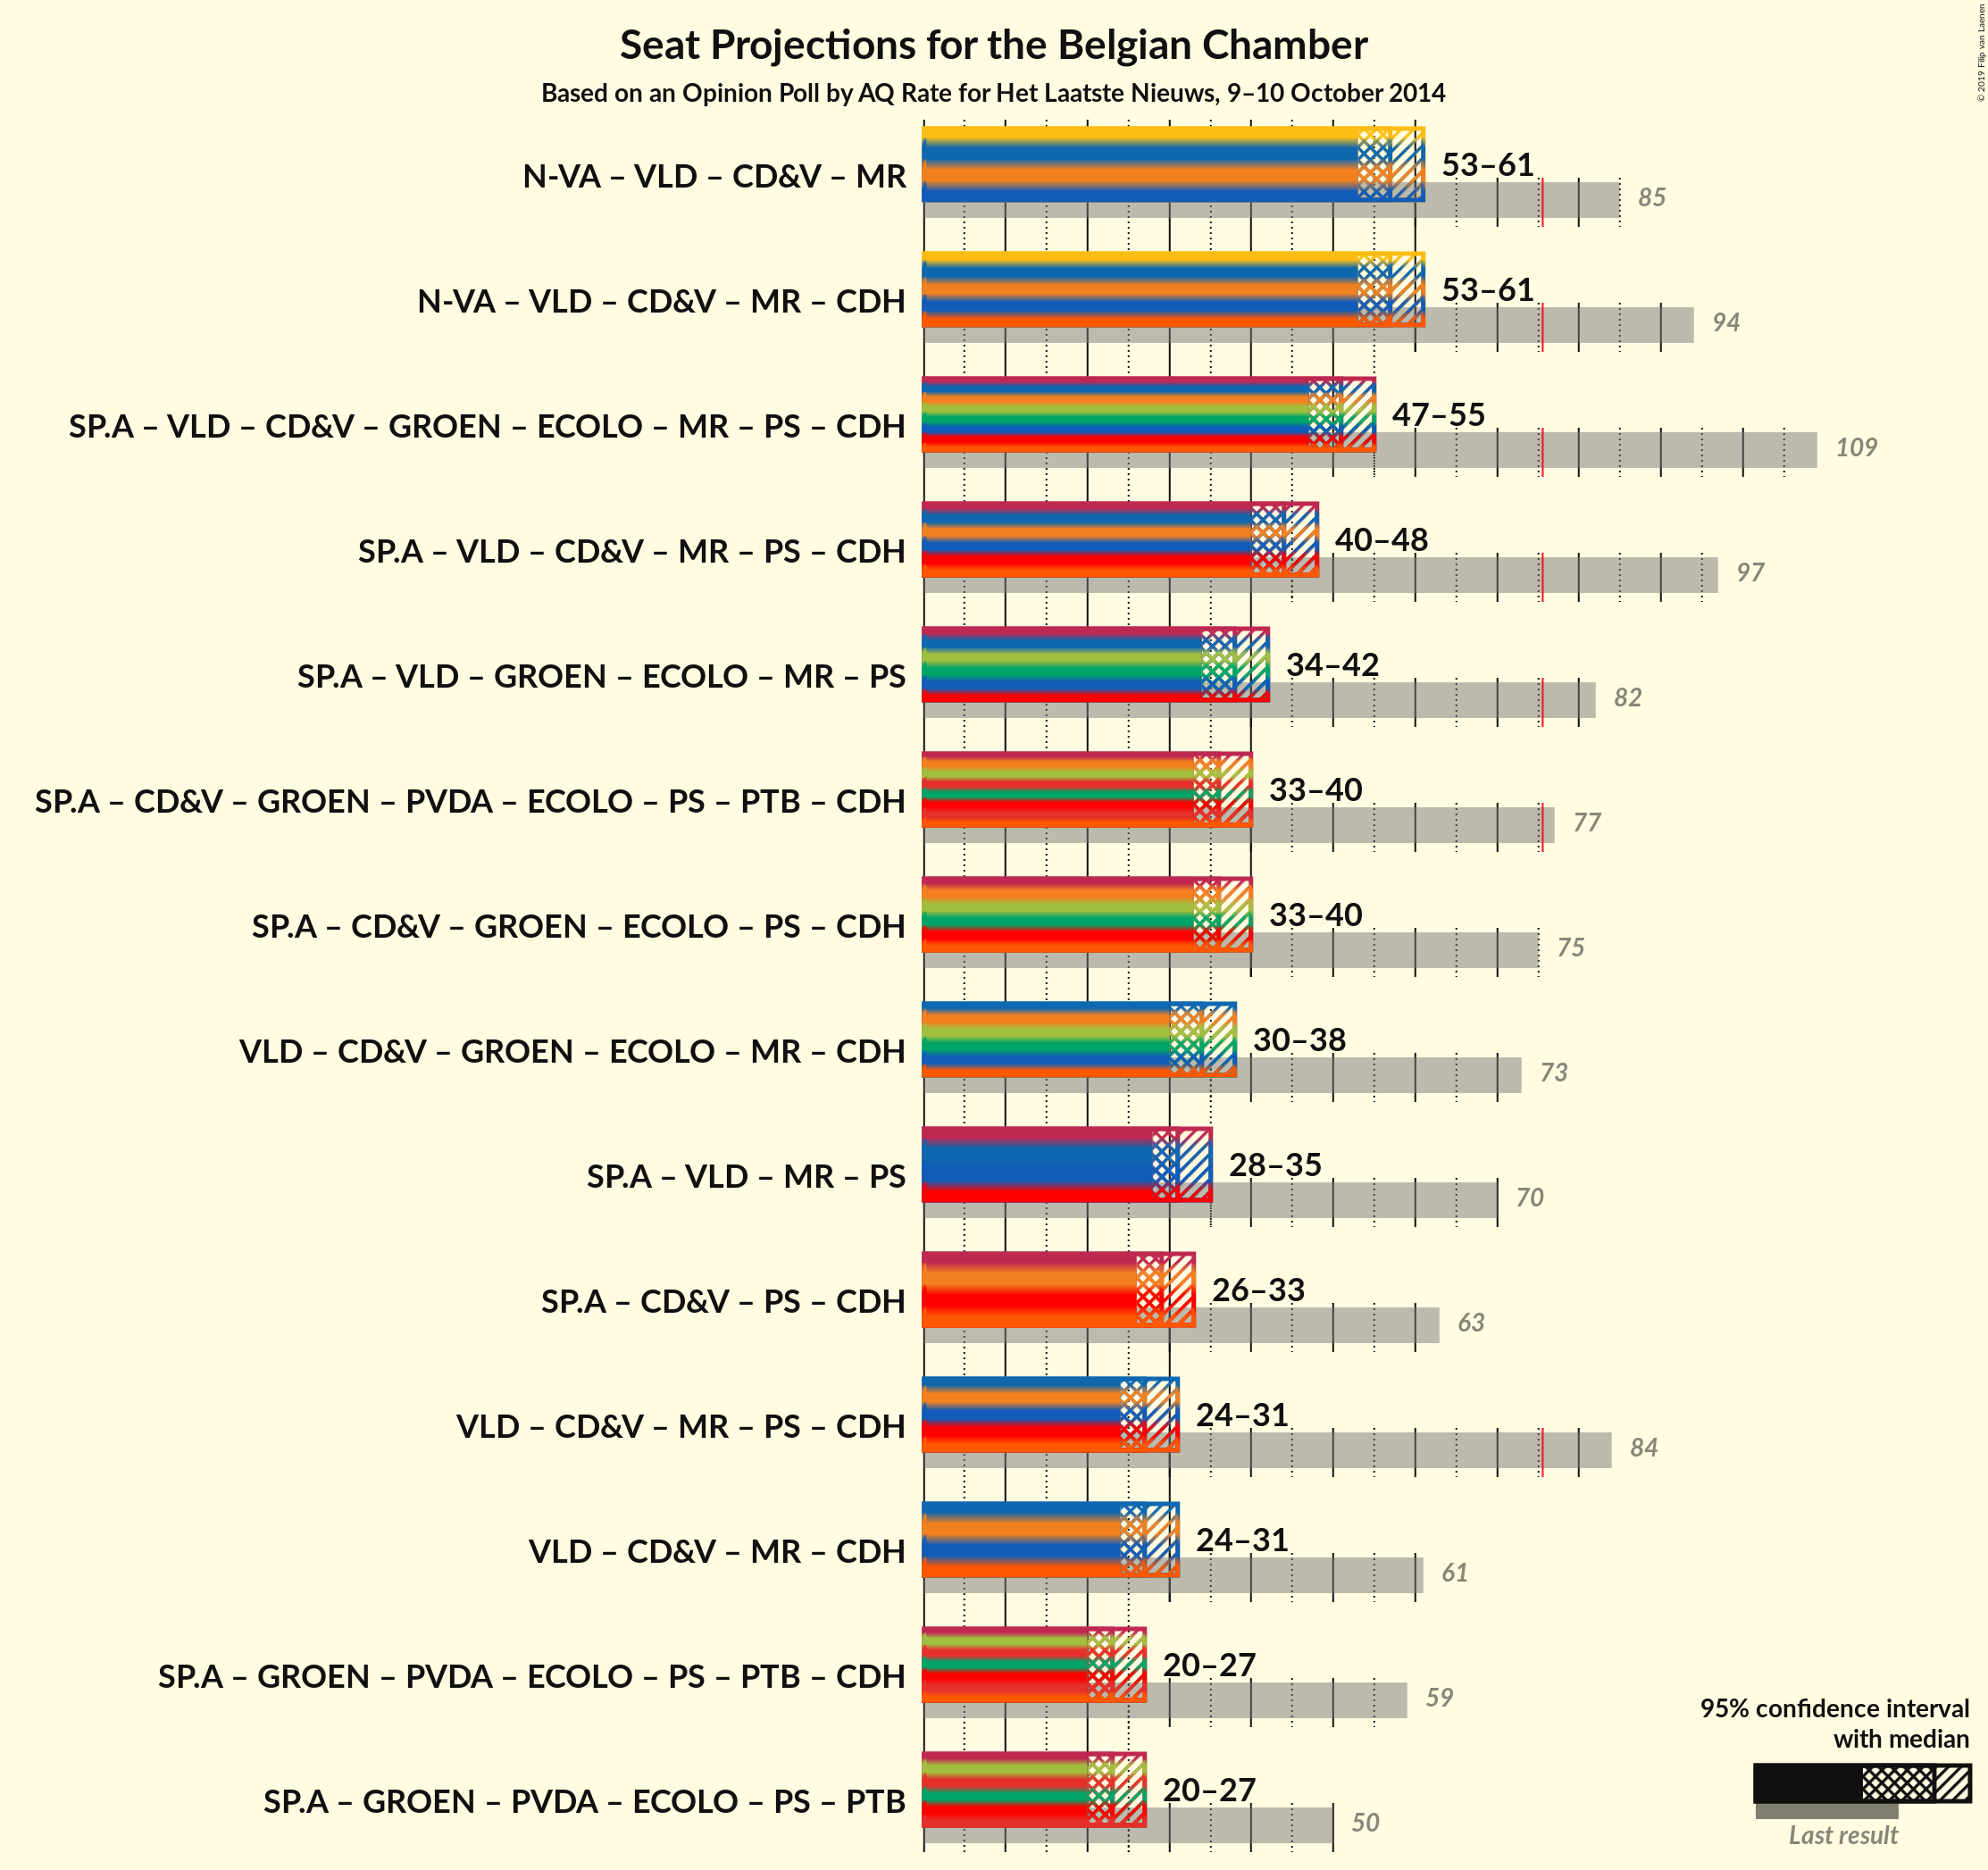 Seat Projections for the Belgian Chamber
Based on an Opinion Poll by AQ Rate for Het Laatste Nieuws, 9–10 October 2014
© 2019 Filip van Laenen
N-VA – VLD – CD&V – MR
53–61
85
N-VA – VLD – CD&V – MR – CDH
53–61
94
SP.A – VLD – CD&V – GROEN – ECOLO – MR – PS – CDH
47–55
109
SP.A – VLD – CD&V – MR – PS – CDH
40–48
97
SP.A – VLD – GROEN – ECOLO – MR – PS
34–42
82
SP.A – CD&V – GROEN – PVDA – ECOLO – PS – PTB – CDH
33–40
77
SP.A – CD&V – GROEN – ECOLO – PS – CDH
33–40
75
VLD – CD&V – GROEN – ECOLO – MR – CDH
30–38
73
SP.A – VLD – MR – PS
28–35
70
SP.A – CD&V – PS – CDH
26–33
63
VLD – CD&V – MR – PS – CDH
24–31
84
VLD – CD&V – MR – CDH
24–31
61
SP.A – GROEN – PVDA – ECOLO – PS – PTB – CDH
20–27
59
SP.A – GROEN – PVDA – ECOLO – PS – PTB
20–27
50
95% confidence interval
with median
Last result